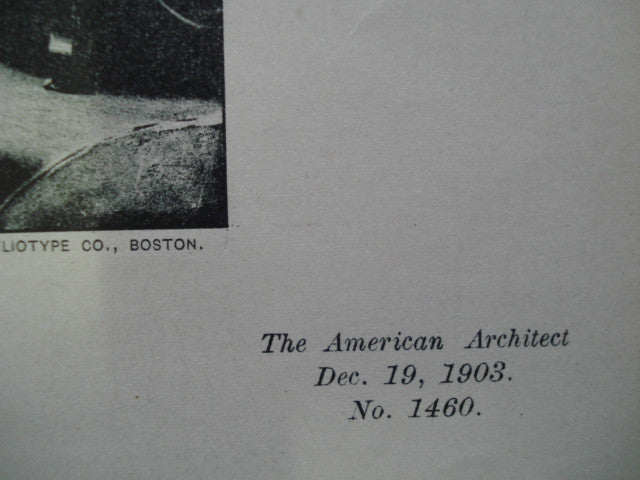 LIOTYPE CO., BOSTON.
The American Architect
Dec. 19, 1903.
No. 1460.